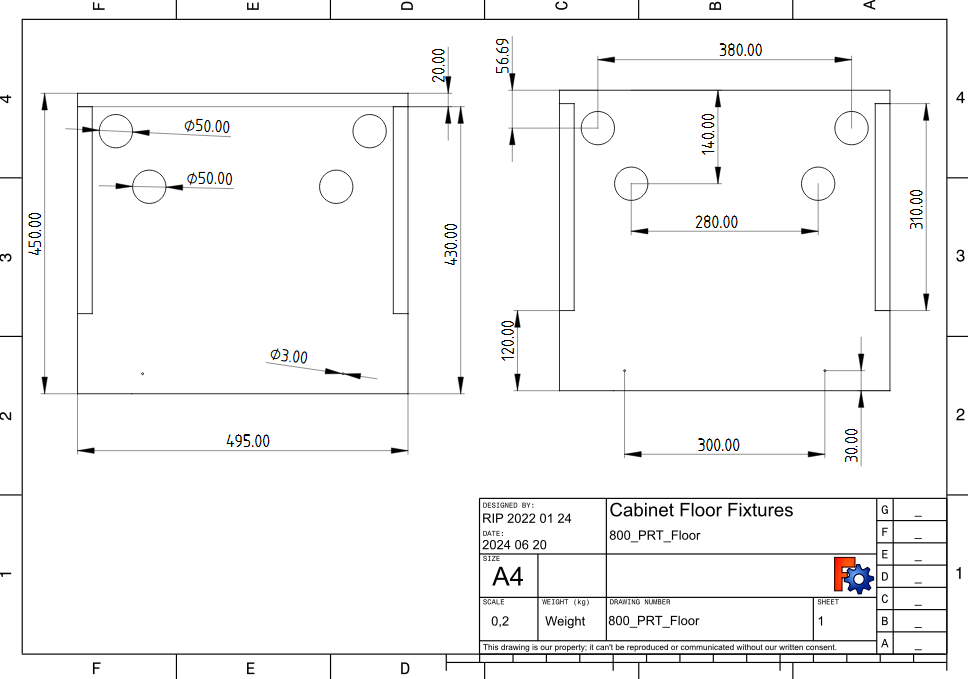 F E D C B A
4 3 2 1
4 3 2 1
20.00
Ø50.00
Ø50.00
450.00
430.00
Ø3.00
495.00
56.69
380.00
140.00
280.00
310.00
120.00
300.00
30.00
DESIGNED BY:
RIP 2022 01 24
DATE:
2024 06 20
SIZE
A4
Cabinet Floor Fixtures
800_PRT_Floor
SCALE
0,2
WEIGHT (kg)
Weight
DRAWING NUMBER
800_PRT_Floor
SHEET
1
This drawing is our property; it can't be reproduced or communicated without our written consent.
G _
F _
E _
D _
C _
B _
A _
F E D